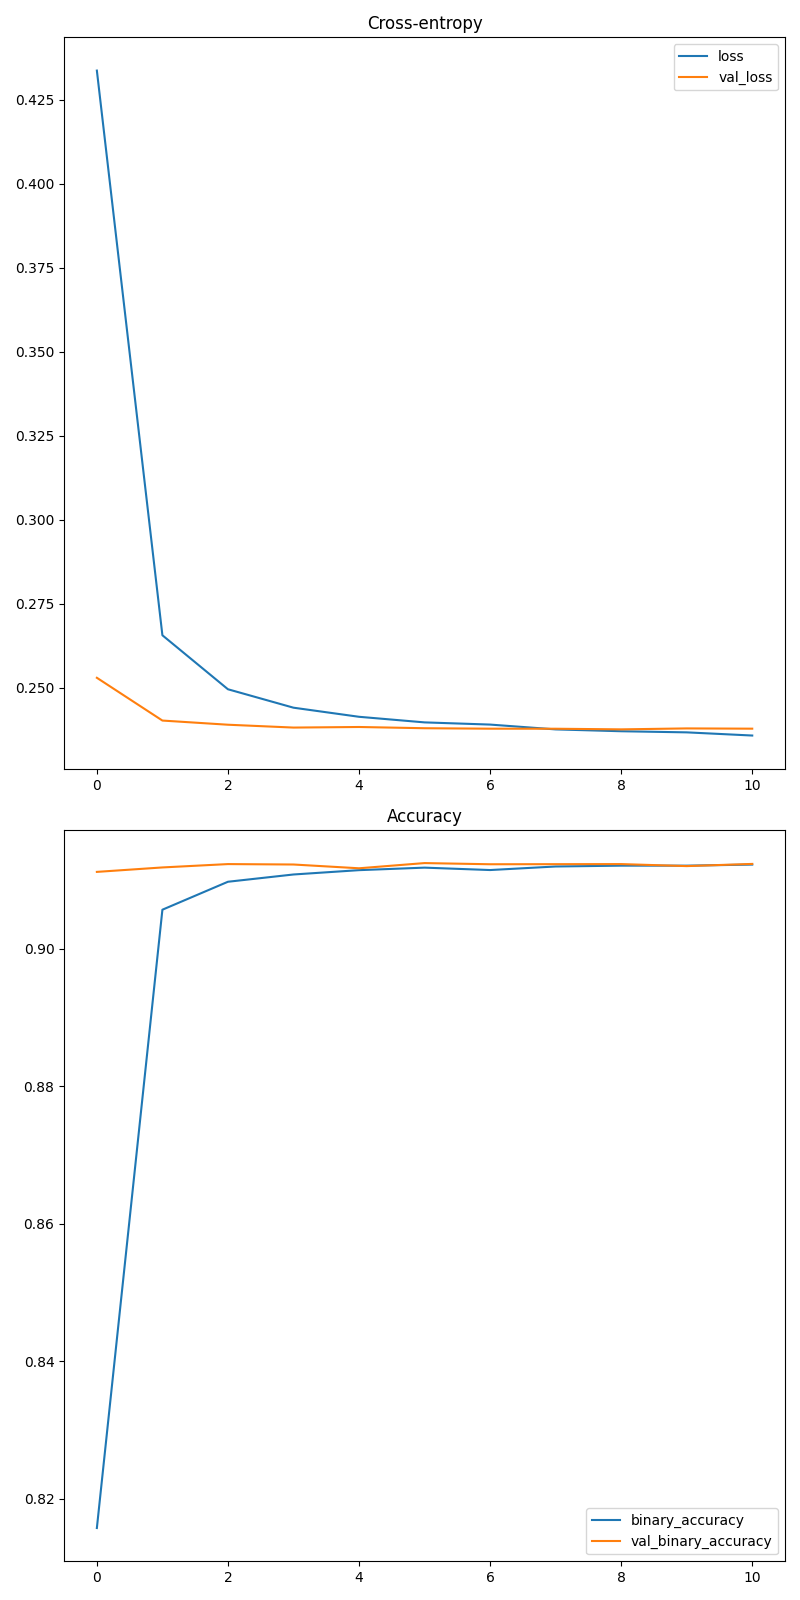 Cross-entropy
loss
val_loss
0.425
0.400
0.375
0.350
0.325
0.300
0.275
0.250
0 2 4 6 8 10
Accuracy
0.90
0.88
0.86
0.84
0.82
binary_accuracy
val_binary_accuracy
0 2 4 6 8 10